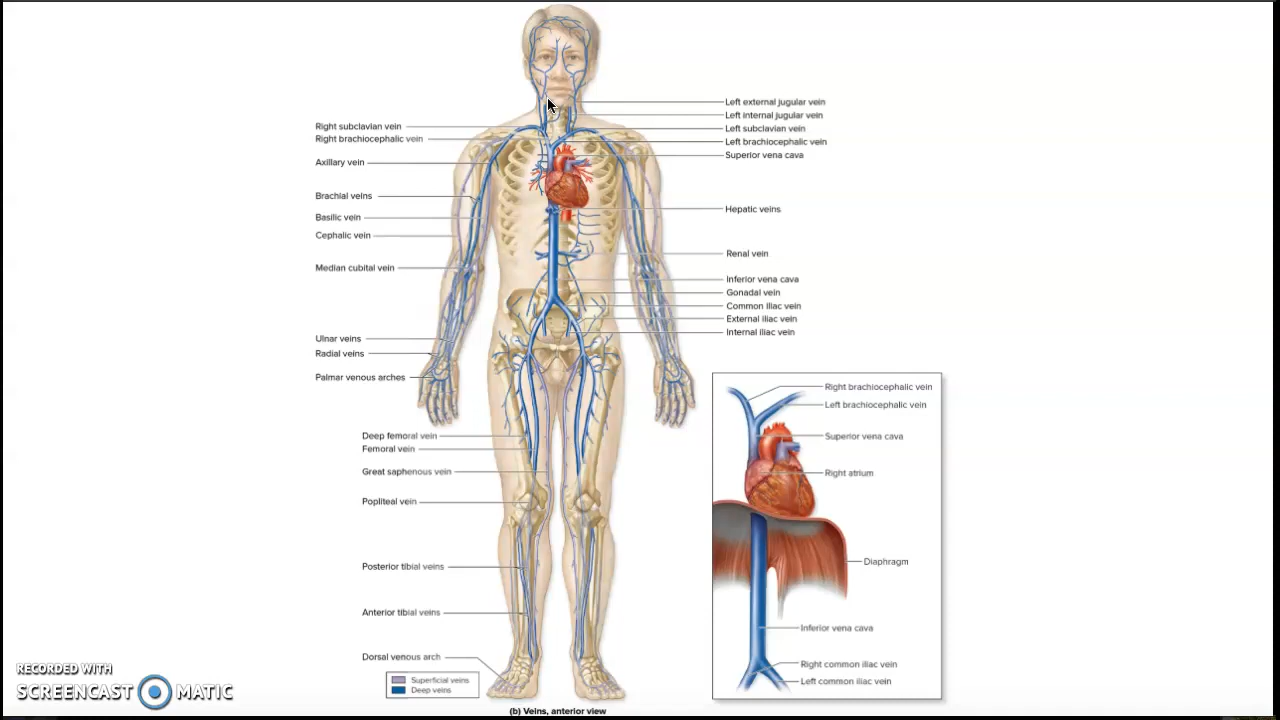 Left external jugular vein
Left internal jugular vein
Left subclavian vein
Left brachiocephalic vein
Superior vena cava
Hepatic veins
Renal vein
Inferior vena cava
Gonadal vein
Common iliac vein
External iliac vein
Internal iliac vein
Right subclavian vein
Right brachiocephalic vein
Axillary vein
Brachial veins
Basilic vein
Cephalic vein
Median cubital vein
Ulnar veins
Radial veins
Palmar venous arches
Deep femoral vein
Femoral vein
Great saphenous vein
Popliteal vein
Posterior tibial veins
Anterior tibial veins
Dorsal venous arch
Superficial veins
Deep veins
(b) Veins, anterior view
Right brachiocephalic vein
Left brachiocephalic vein
Superior vena cava
Right atrium
Diaphragm
Inferior vena cava
Right common iliac vein
Left common iliac vein
RECORDED WITH
SCREENCAST MATIC